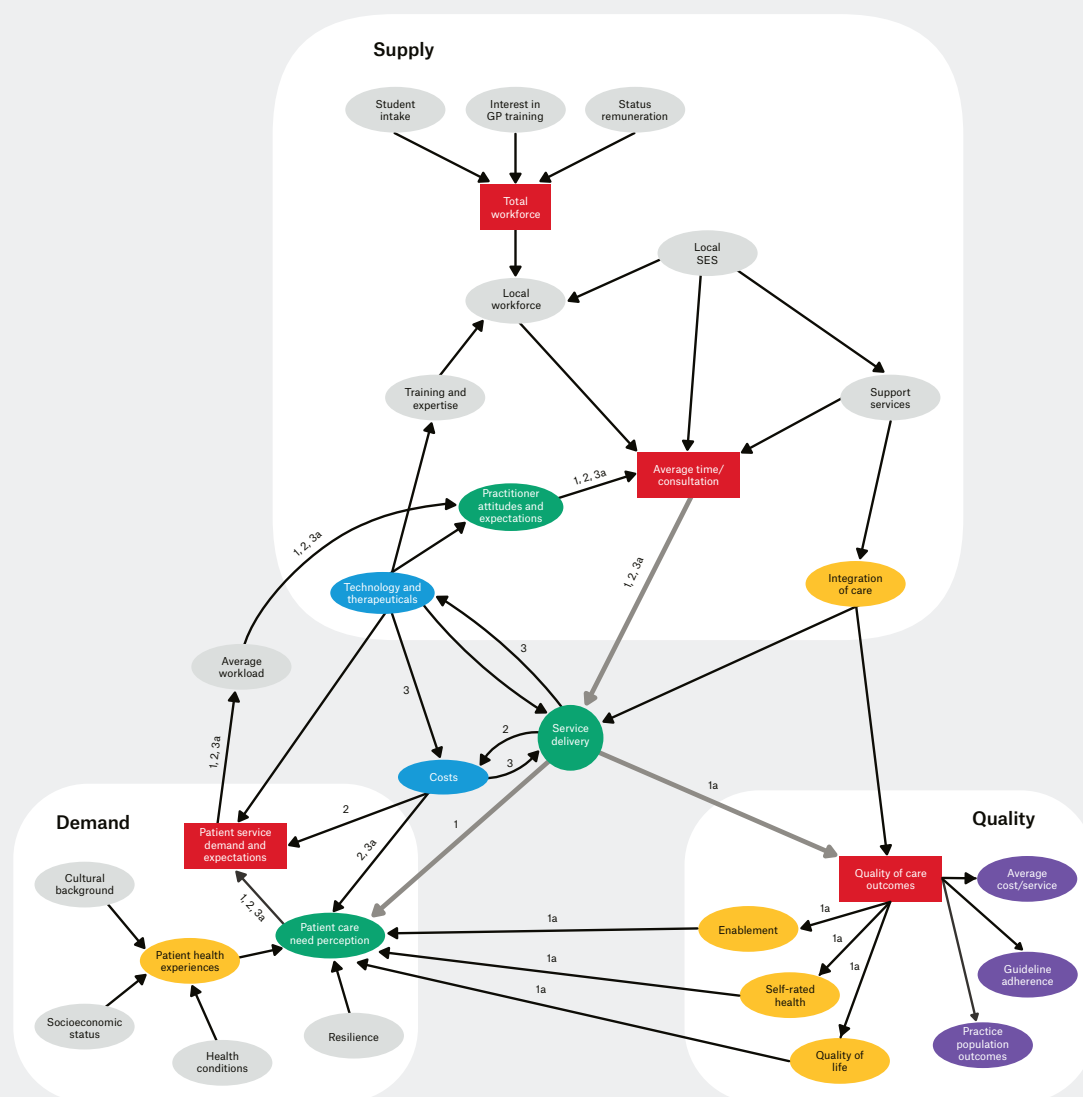 Supply
Student
intake
Interest in
GP training
Status
remuneration
Total
workforce
Local
SES
Local
workforce
Training and
expertise
Support
services
Average time/
consultation
1, 2, 3a
Practitioner
attitudes and
expectations
1, 2, 3a
1, 2, 3a
Technology and
therapeuticals
Integration
of care
Average
workload
3
3
Service
delivery
2
3
1, 2, 3a
Costs
1a
Demand
2
1
Quality
Patient service
demand and
expectations
2, 3a
Cultural
background
Quality of care
outcomes
Average
cost/service
1, 2, 3a
1a
1a
Patient care
need perception
Enablement
1a
Patient health
experiences
1a
1a
Guideline
adherence
Self-rated
health
1a
Socioeconomic
status
Resilience
Practice
population
outcomes
Health
conditions
Quality of
life